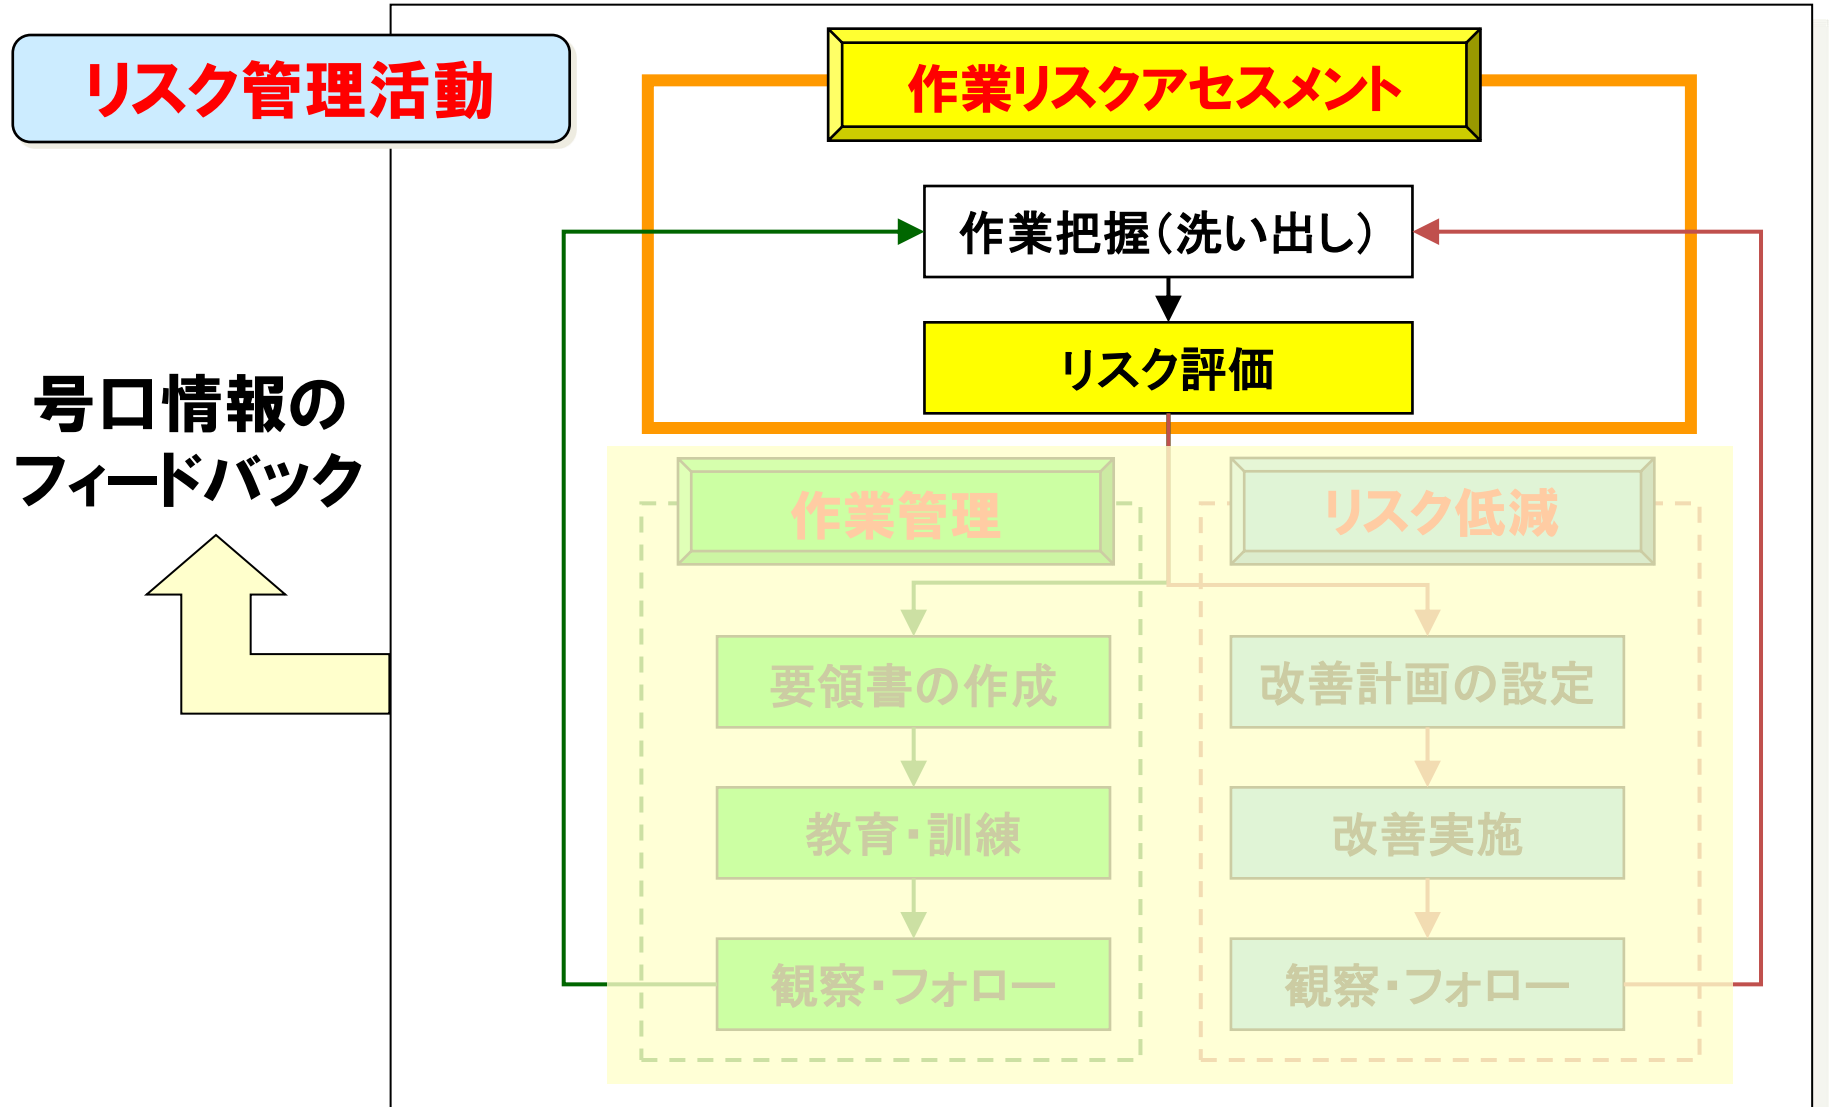 リスク管理活動
作業リスクアセスメント
作業把握（洗い出し）
リスク評価
号口情報の
フィードバック
作業管理
リスク低減
要領書の作成
改善計画の設定
教育・訓練
改善実施
観察・フォロー
観察・フォロー